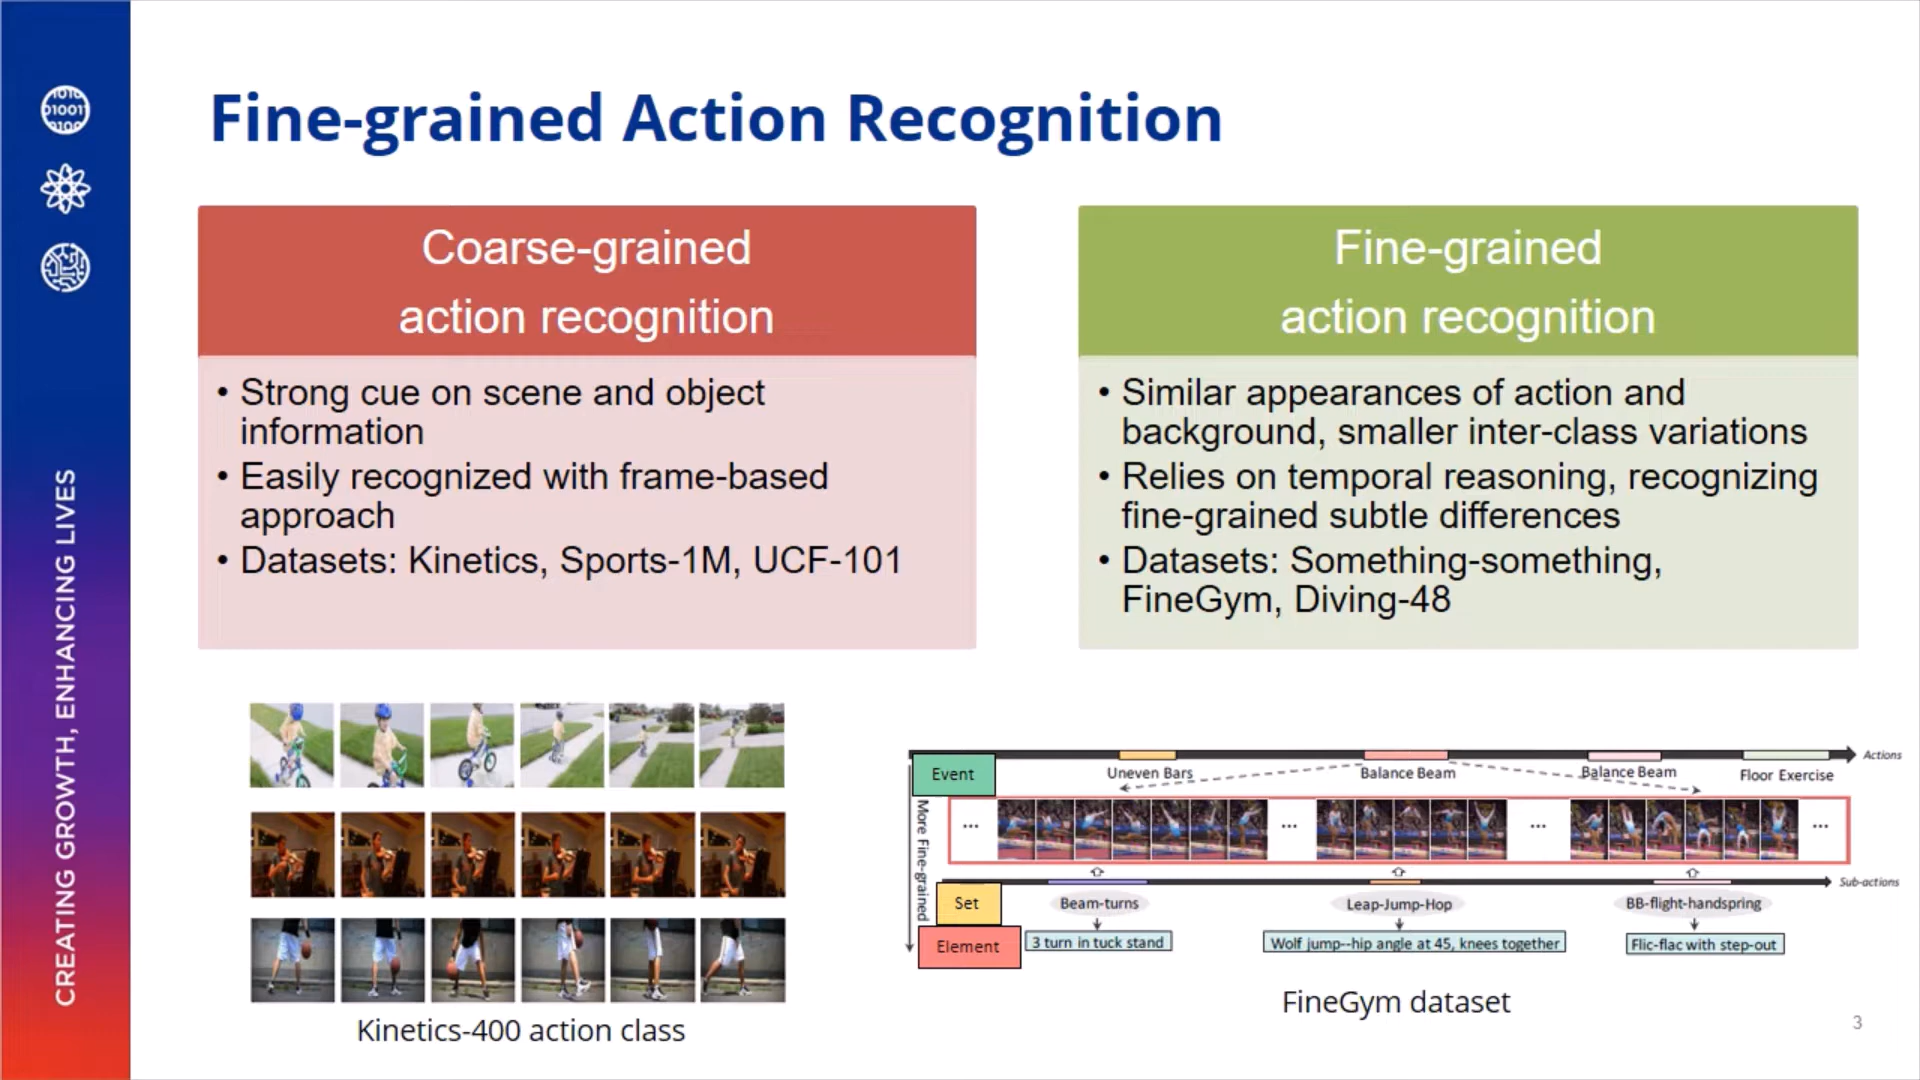 1010
01001
0100
CREATING GROWTH, ENHANCING LIVES
Fine-grained Action Recognition
Coarse-grained
action recognition
• Strong cue on scene and object
information
• Easily recognized with frame-based
approach
• Datasets: Kinetics, Sports-1M, UCF-101
Fine-grained
action recognition
• Similar appearances of action and
background, smaller inter-class variations
• Relies on temporal reasoning, recognizing
fine-grained subtle differences
• Datasets: Something-something,
FineGym, Diving-48
Kinetics-400 action class
Actions
Event
Uneven Bars
Balance Beam
Balance Beam
Floor Exercise
More Fine-grained
...
...
...
...
Sub-actions
Set
Beam-turns
Leap-Jump-Hop
BB-flight-handspring
Element
3 turn in tuck stand
Wolf jump--hip angle at 45, knees together
Flic-flac with step-out
FineGym dataset
3